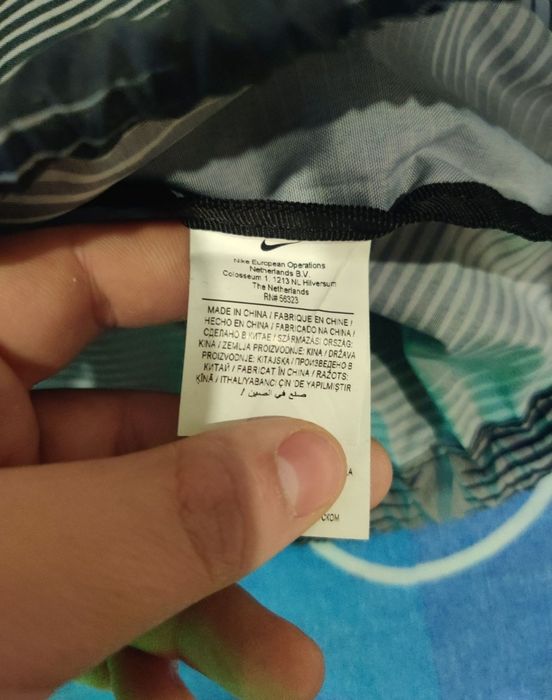 Nike European Operations
Netherlands B.V.
Colosseum 1, 1213 NL Hilversum
The Netherlands
RN# 56323
MADE IN CHINA / FABRIQUE EN CHINE /
HECHO EN CHINA / FABRICADO NA CHINA /
СДЕЛАНО В КИТАЕ / SZÁRMAZÁSI ORSZÁG:
KÍNA / ZEMLJA PROIZVODNJE: KINA / DRŽAVA
PROIZVODNJE: KITAJSKA / ПРОИЗВЕДЕНО В
КИТАЙ / FABRICAT ÎN CHINA / RAŽOTS:
ĶĪNĀ / ITHAL/YABANCI ÇIN DE YAPILMIŞTIR
/ صنع في الصين